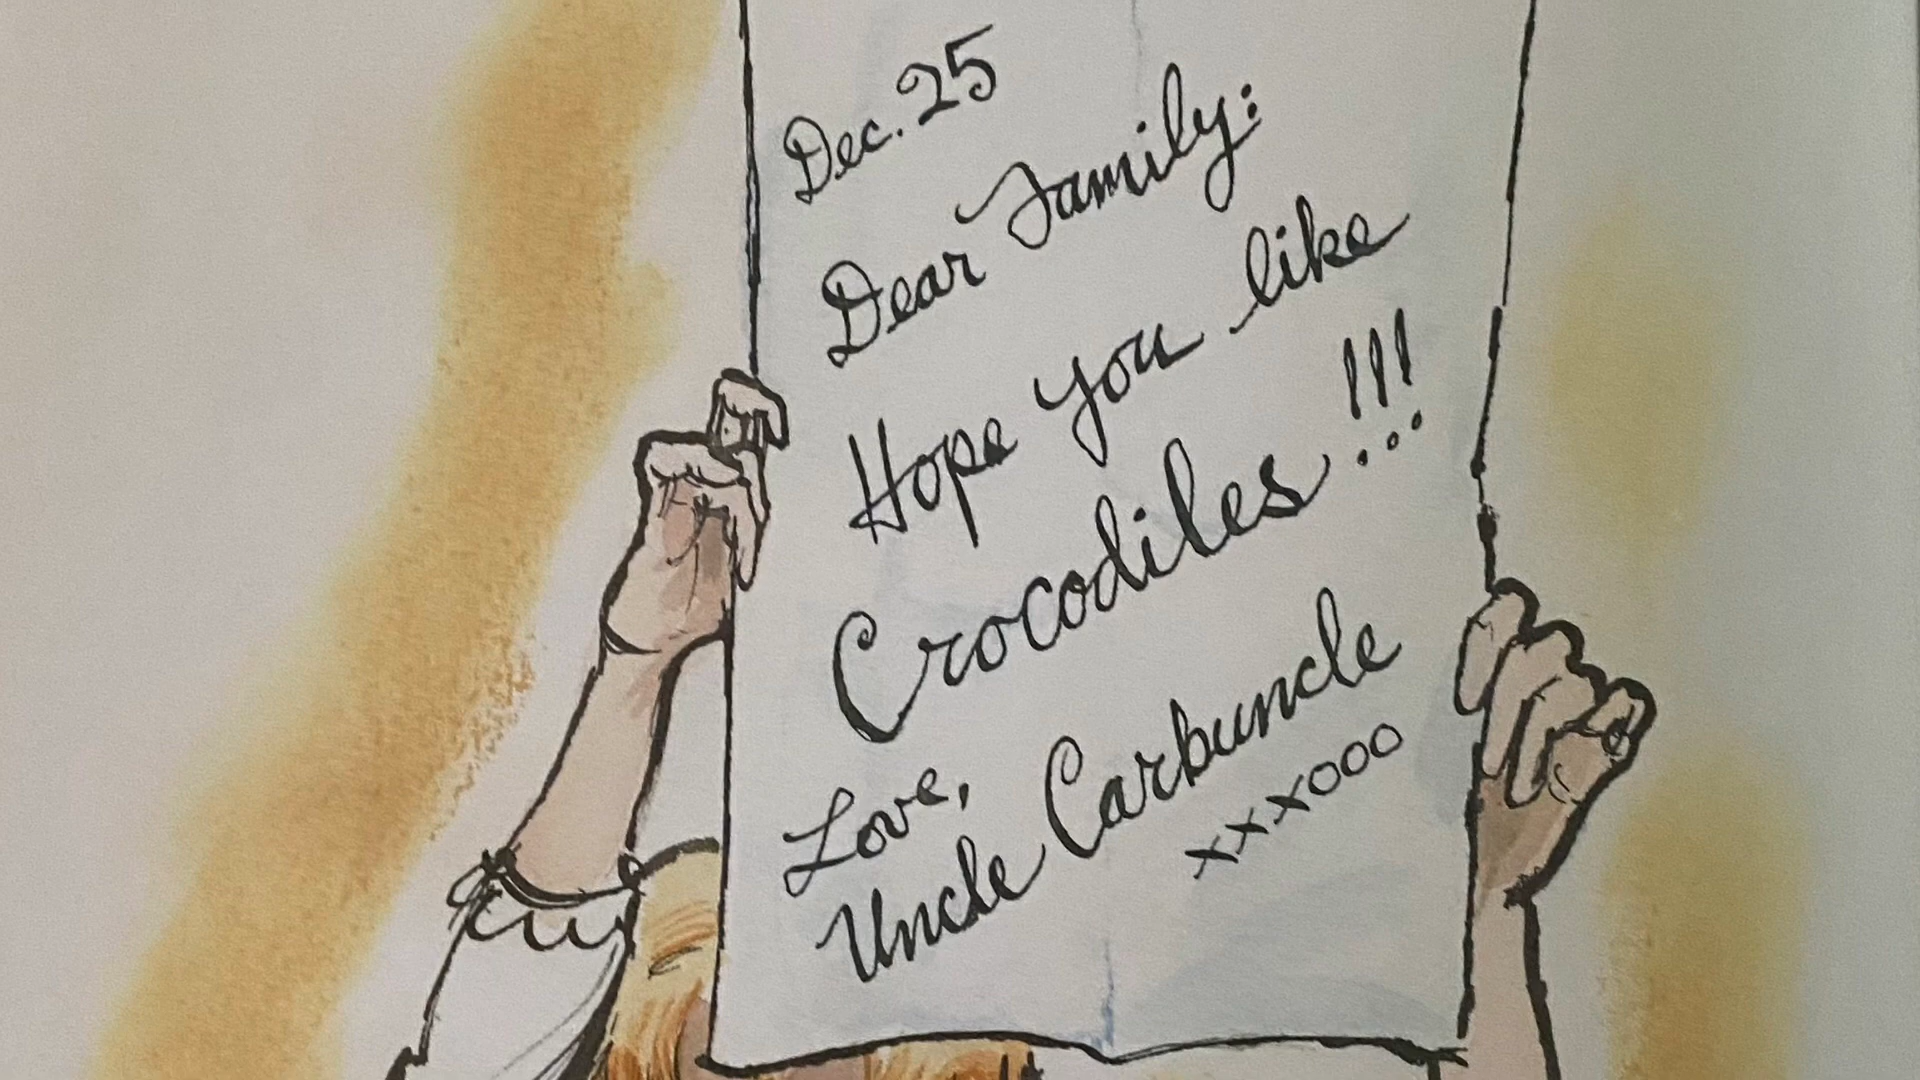 Dec. 25
Dear Family:
Hope you like
Crocodiles!!!
Love,
Uncle Carbuncle
xxxooo